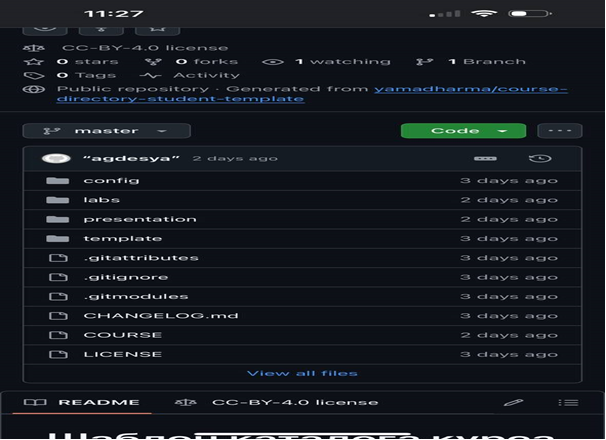 11:27
CC-BY-4.0 license
0 stars 0 forks 1 watching 1 Branch
0 Tags Activity
Public repository · Generated from yamadharma/course-
directory-student-template
master Code
"agdesya" 2 days ago
config 3 days ago
labs 2 days ago
presentation 2 days ago
template 3 days ago
.gitattributes 3 days ago
.gitignore 3 days ago
.gitmodules 3 days ago
CHANGELOG.md 3 days ago
COURSE 2 days ago
LICENSE 3 days ago
View all files
README CC-BY-4.0 license
Шаблон каталога курса